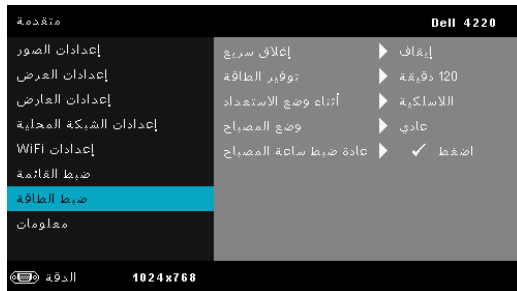 متقدمة
Dell 4220
إعدادات الصور
إعدادات العرض
إعدادات العارض
إعدادات الشبكة المحلية
إعدادات WiFi
ضبط القائمة
ضبط الطاقة
معلومات
إغلاق سريع إيقاف
توفير الطاقة 120 دقيقة
أثناء وضع الاستعداد اللاسلكية
وضع المصباح عادي
عادة ضبط ساعة المصباح ✓ اضغط
الدقة 1024x768